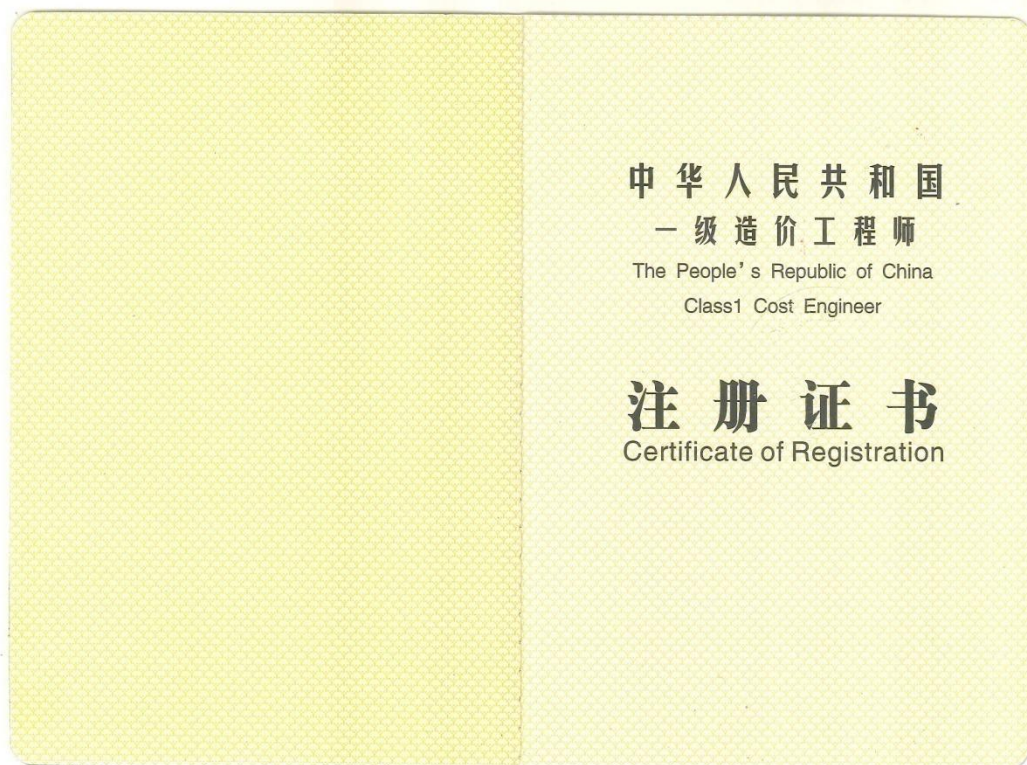 中华人民共和国
一级造价工程师
The People's Republic of China
Class1 Cost Engineer
注册证书
Certificate of Registration